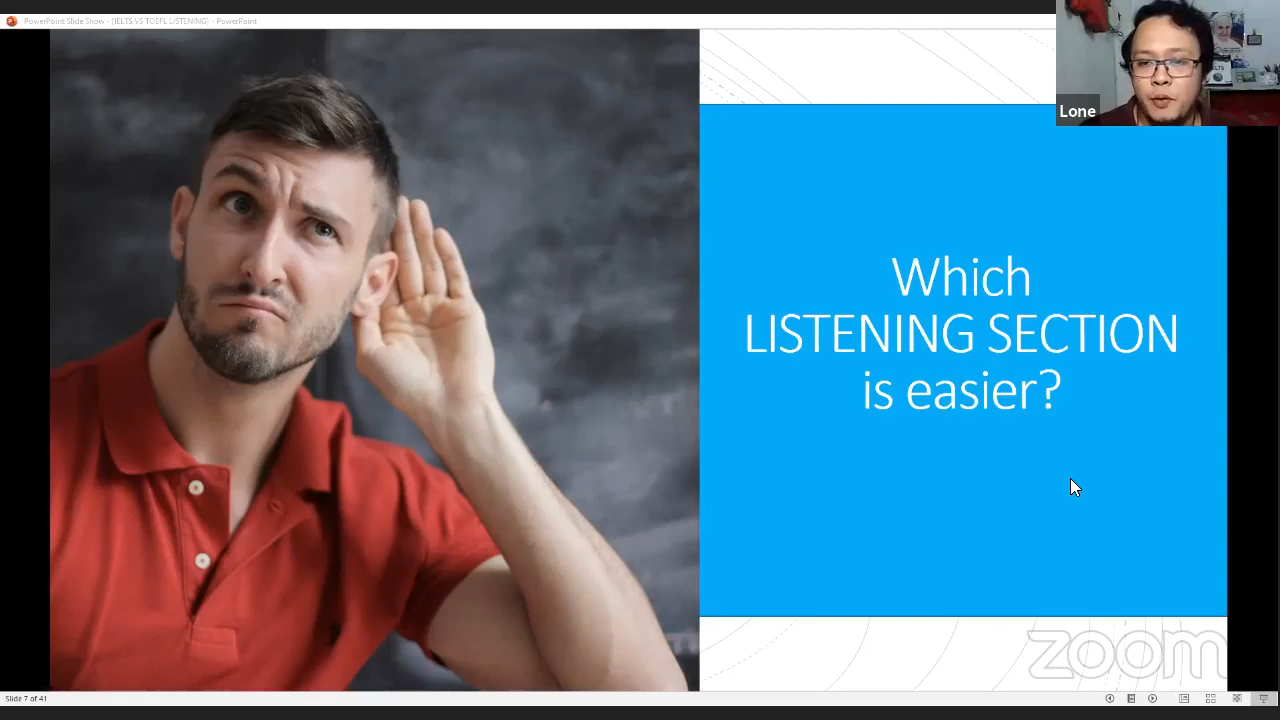 PowerPoint Slide Show - [IELTS VS TOEFL LISTENING] - PowerPoint
Lone
Which
LISTENING SECTION
is easier?
zoom
Slide 7 of 41